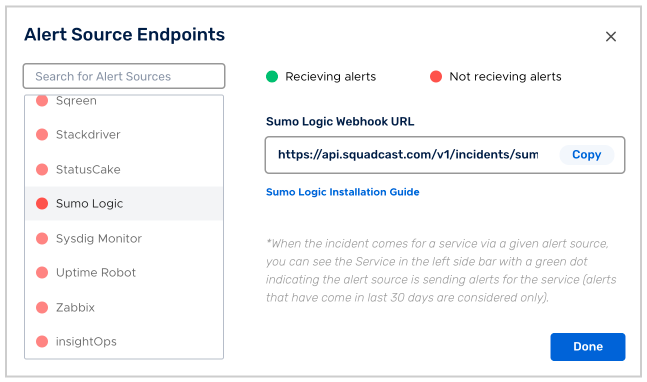 Alert Source Endpoints
Search for Alert Sources
Sqreen
Stackdriver
StatusCake
Sumo Logic
Sysdig Monitor
Uptime Robot
Zabbix
insightOps
Recieving alerts
Not recieving alerts
Sumo Logic Webhook URL
https://api.squadcast.com/v1/incidents/sum
Copy
Sumo Logic Installation Guide
*When the incident comes for a service via a given alert source,
you can see the Service in the left side bar with a green dot
indicating the alert source is sending alerts for the service (alerts
that have come in last 30 days are considered only).
Done